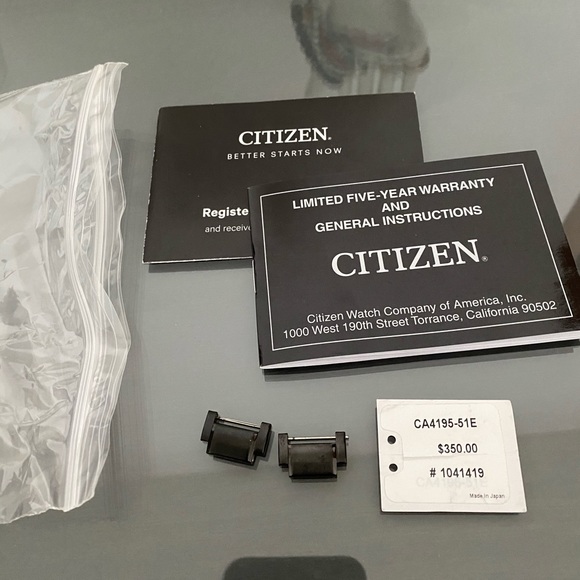 CITIZEN®
BETTER STARTS NOW
Registe
and receive
LIMITED FIVE-YEAR WARRANTY
AND
GENERAL INSTRUCTIONS
CITIZEN®
Citizen Watch Company of America, Inc.
1000 West 190th Street Torrance, California 90502
CA4195-51E
$350.00
# 1041419
Made in Japan